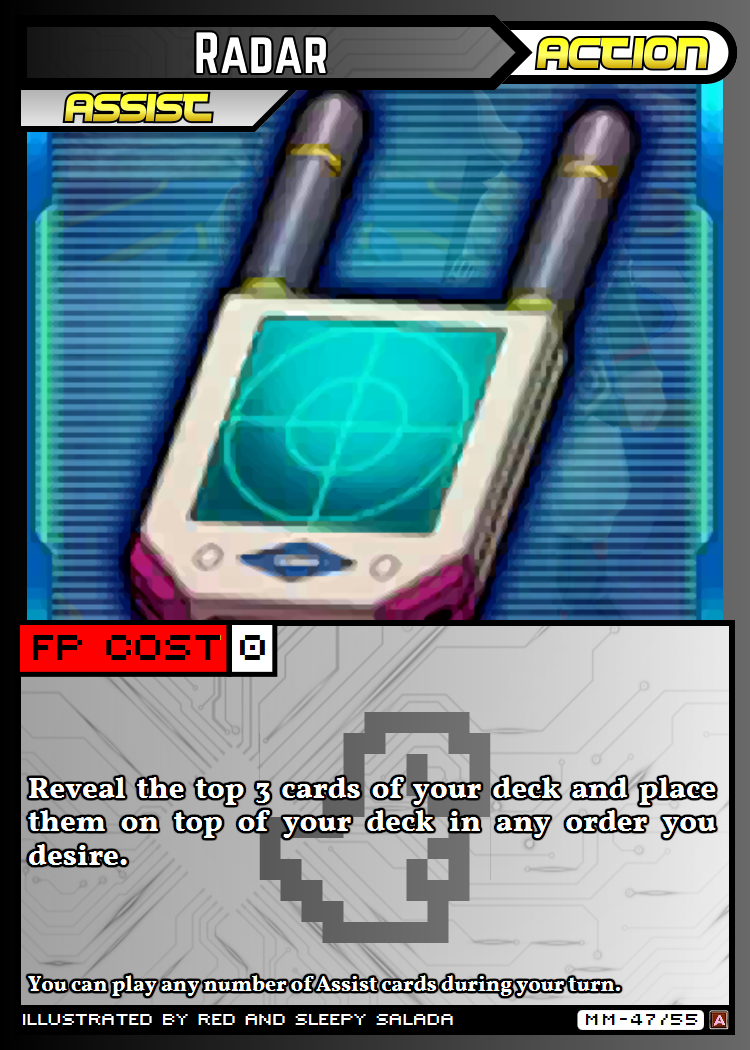 RADAR
ACTION
ASSIST
FP COST 0
Reveal the top 3 cards of your deck and place
them on top of your deck in any order you
desire.
You can play any number of Assist cards during your turn.
ILLUSTRATED BY RED AND SLEEPY SALADA
MM-47/55 A